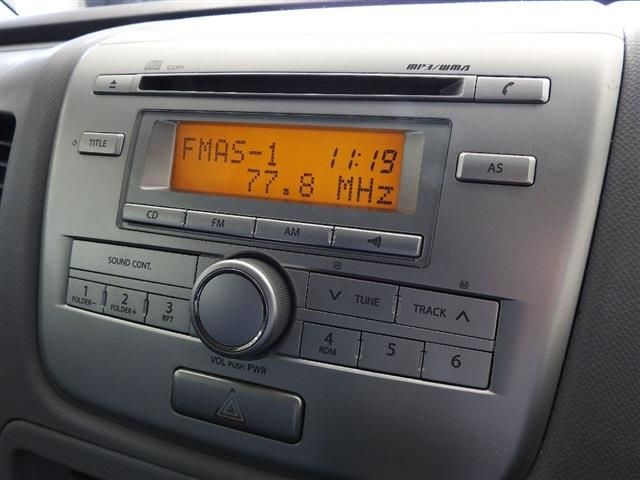 CLARION MP3/WMA
TITLE FMAS-1 11:19 AS
77.8 MHz
CD FM AM
SOUND CONT.
TUNE TRACK
1 FOLDER- 2 FOLDER+ 3 RPT
4 RDM 5 6
VOL PUSH PWR